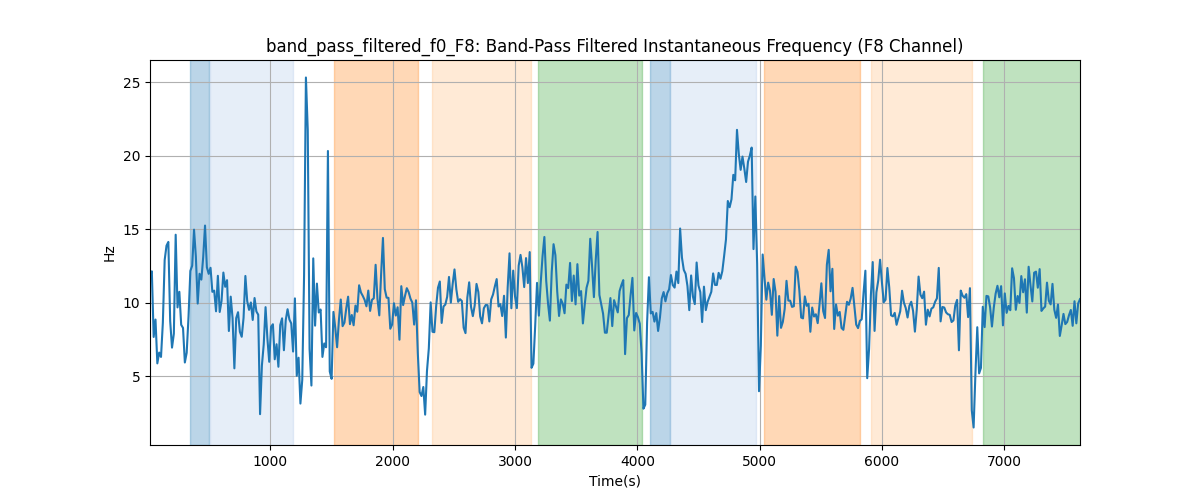 band_pass_filtered_f0_F8: Band-Pass Filtered Instantaneous Frequency (F8 Channel)
25
20
15
10
5
Hz
1000 2000 3000 4000 5000 6000 7000
Time(s)